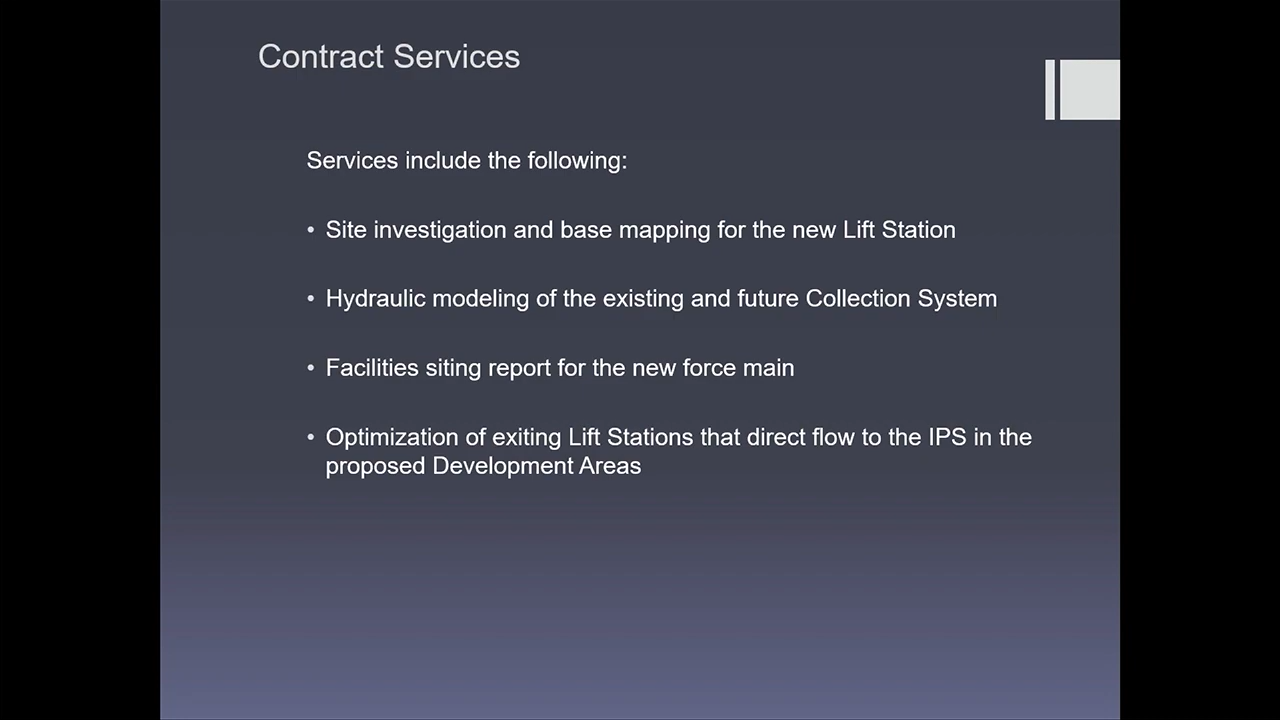 Contract Services
Services include the following:
• Site investigation and base mapping for the new Lift Station
• Hydraulic modeling of the existing and future Collection System
• Facilities siting report for the new force main
• Optimization of exiting Lift Stations that direct flow to the IPS in the
proposed Development Areas